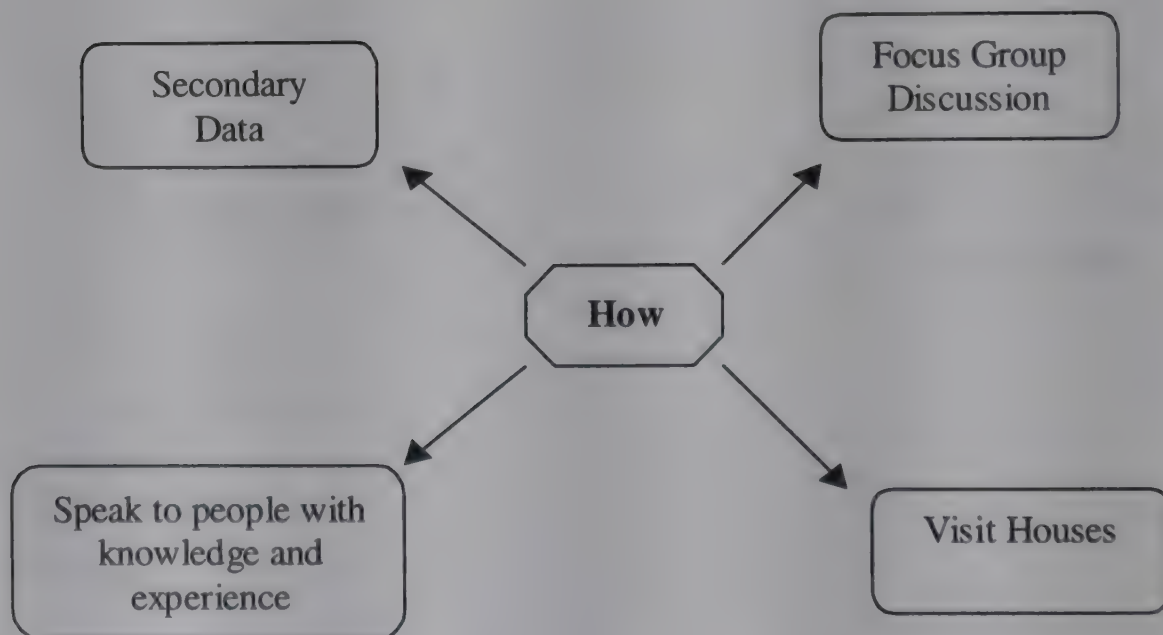 Secondary
Data
Focus Group
Discussion
How
Speak to people with
knowledge and
experience
Visit Houses